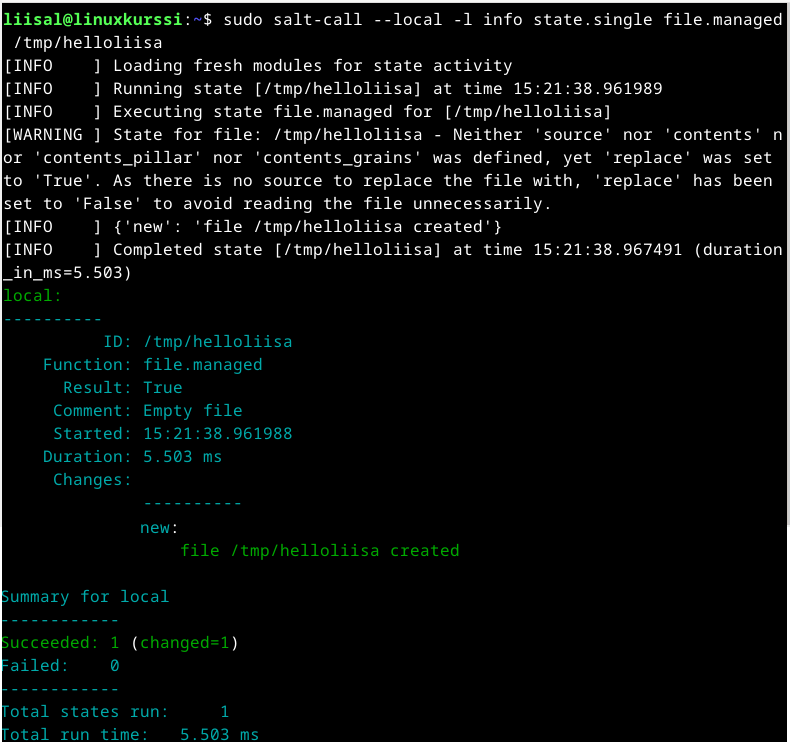 liisal@linuxkurssi:~$ sudo salt-call --local -l info state.single file.managed
 /tmp/helloliisa
[INFO    ] Loading fresh modules for state activity
[INFO    ] Running state [/tmp/helloliisa] at time 15:21:38.961989
[INFO    ] Executing state file.managed for [/tmp/helloliisa]
[WARNING ] State for file: /tmp/helloliisa - Neither 'source' nor 'contents' n
or 'contents_pillar' nor 'contents_grains' was defined, yet 'replace' was set
to 'True'. As there is no source to replace the file with, 'replace' has been
set to 'False' to avoid reading the file unnecessarily.
[INFO    ] {'new': 'file /tmp/helloliisa created'}
[INFO    ] Completed state [/tmp/helloliisa] at time 15:21:38.967491 (duration
_in_ms=5.503)
local:
----------
          ID: /tmp/helloliisa
    Function: file.managed
      Result: True
     Comment: Empty file
     Started: 15:21:38.961988
    Duration: 5.503 ms
     Changes:
              ----------
              new:
                  file /tmp/helloliisa created

Summary for local
------------
Succeeded: 1 (changed=1)
Failed:    0
------------
Total states run:     1
Total run time:   5.503 ms